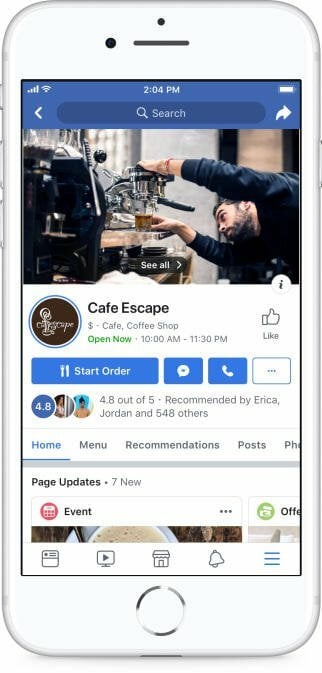 2:04 PM
Search
See all
i
Cafe Escape
$ · Cafe, Coffee Shop
Open Now · 10:00 AM - 11:30 PM
Like
Start Order
4.8
4.8 out of 5 · Recommended by Erica,
Jordan and 548 others
Home Menu Recommendations Posts Pho
Page Updates • 7 New
Event
Offe